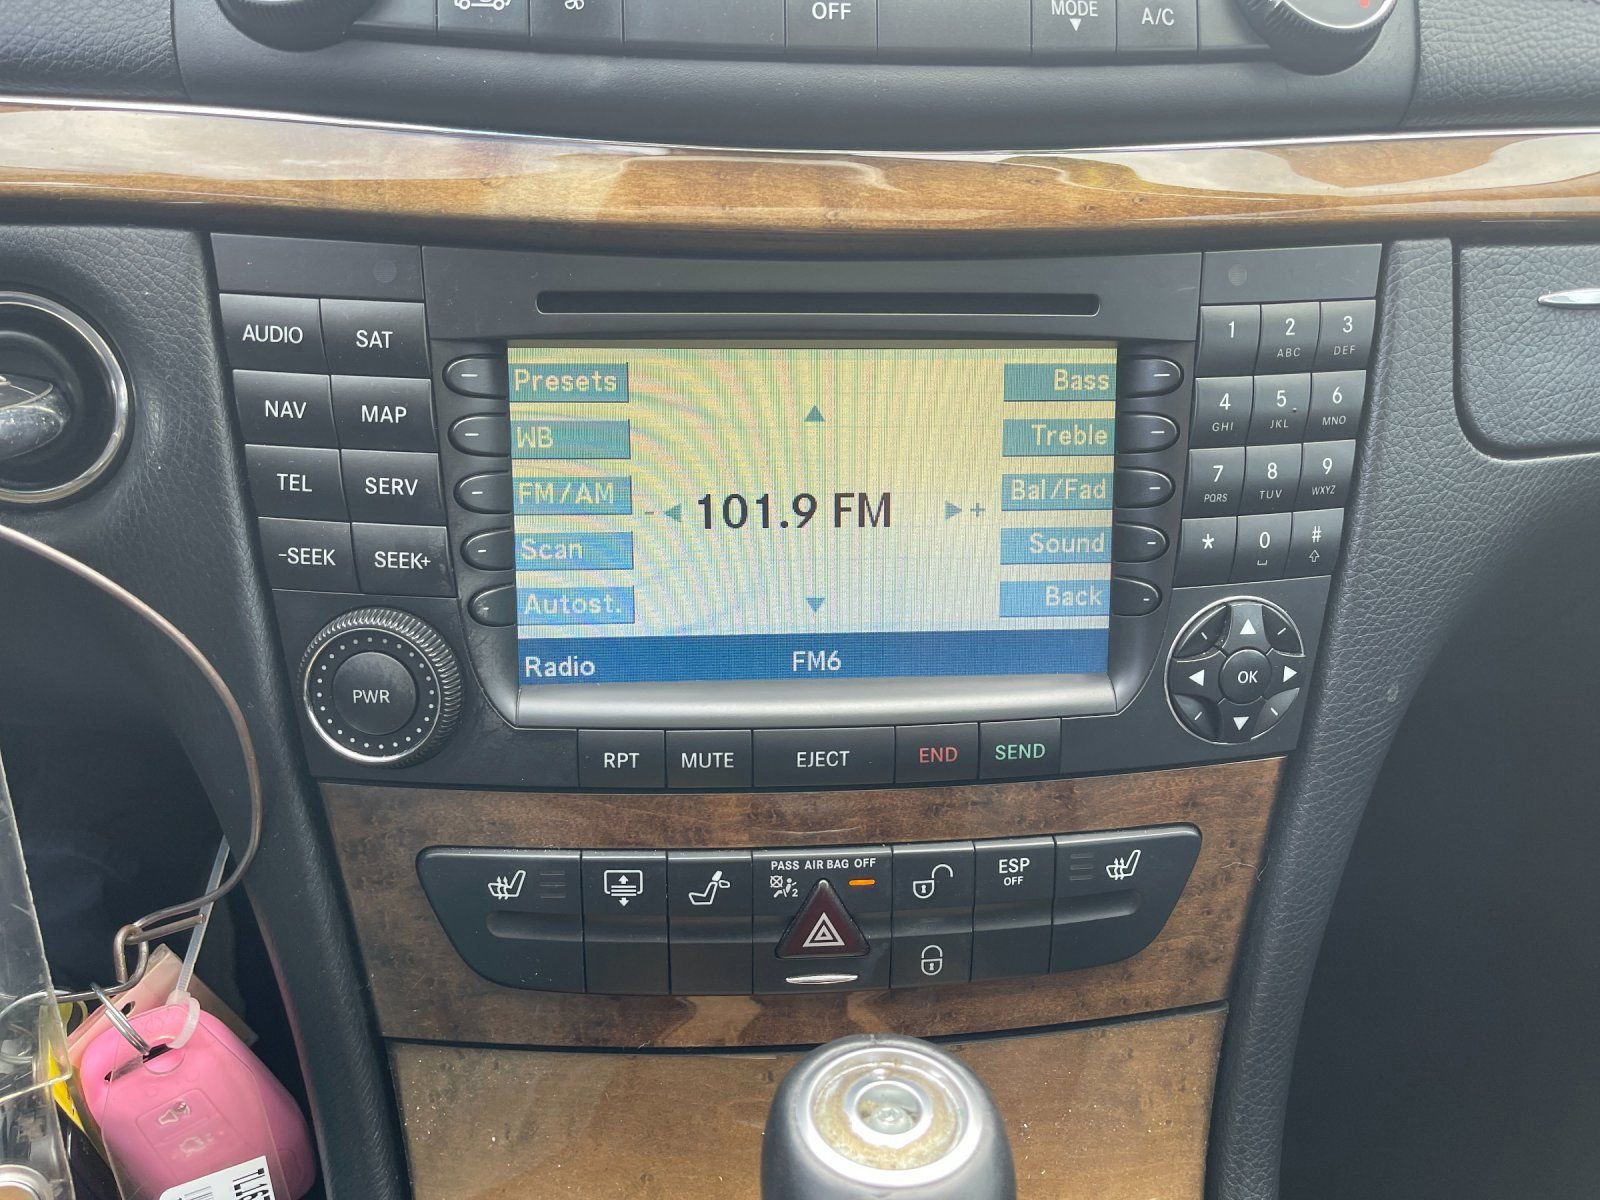 OFF
MODE
A/C
AUDIO
SAT
NAV
MAP
TEL
SERV
-SEEK
SEEK+
PWR
Presets
WB
FM/AM
Scan
Autost.
- 101.9 FM +
Bass
Treble
Bal/Fad
Sound
Back
Radio
FM6
RPT
MUTE
EJECT
END
SEND
1
2
ABC
3
DEF
4
GHI
5
JKL
6
MNO
7
PQRS
8
TUV
9
WXYZ
*
0
#
OK
PASS AIR BAG OFF
2
ESP
OFF